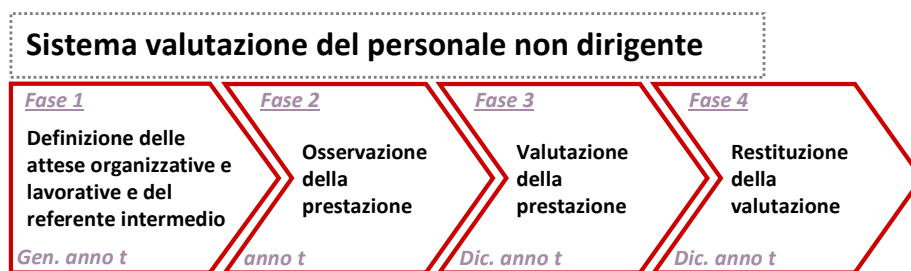 Sistema valutazione del personale non dirigente
Fase 1
Definizione delle
attese organizzative e
lavorative e del
referente intermedio
Gen. anno t
Fase 2
Osservazione
della
prestazione
anno t
Fase 3
Valutazione
della
prestazione
Dic. anno t
Fase 4
Restituzione
della
valutazione
Dic. anno t